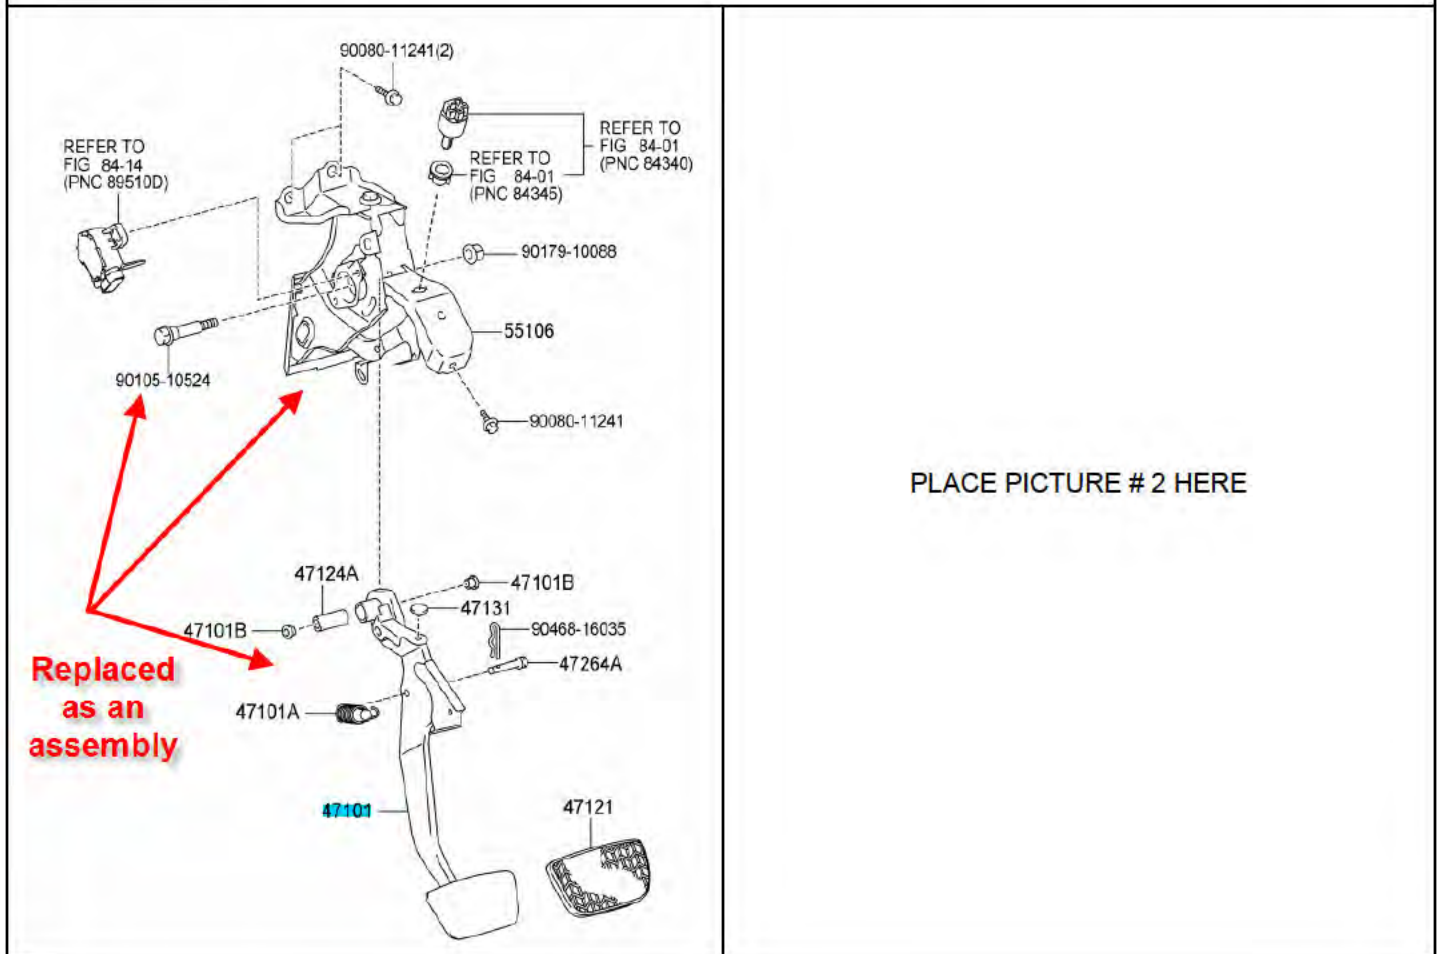 90080-11241(2)
REFER TO
FIG 84-14
(PNC 89510D)
REFER TO
FIG 84-01
(PNC 84340)
REFER TO
FIG 84-01
(PNC 84345)
90179-10088
55106
90105-10524
90080-11241
47124A
47101B
47131
47101B
90468-16035
47264A
Replaced
as an
assembly
47101A
47101
47121
PLACE PICTURE # 2 HERE